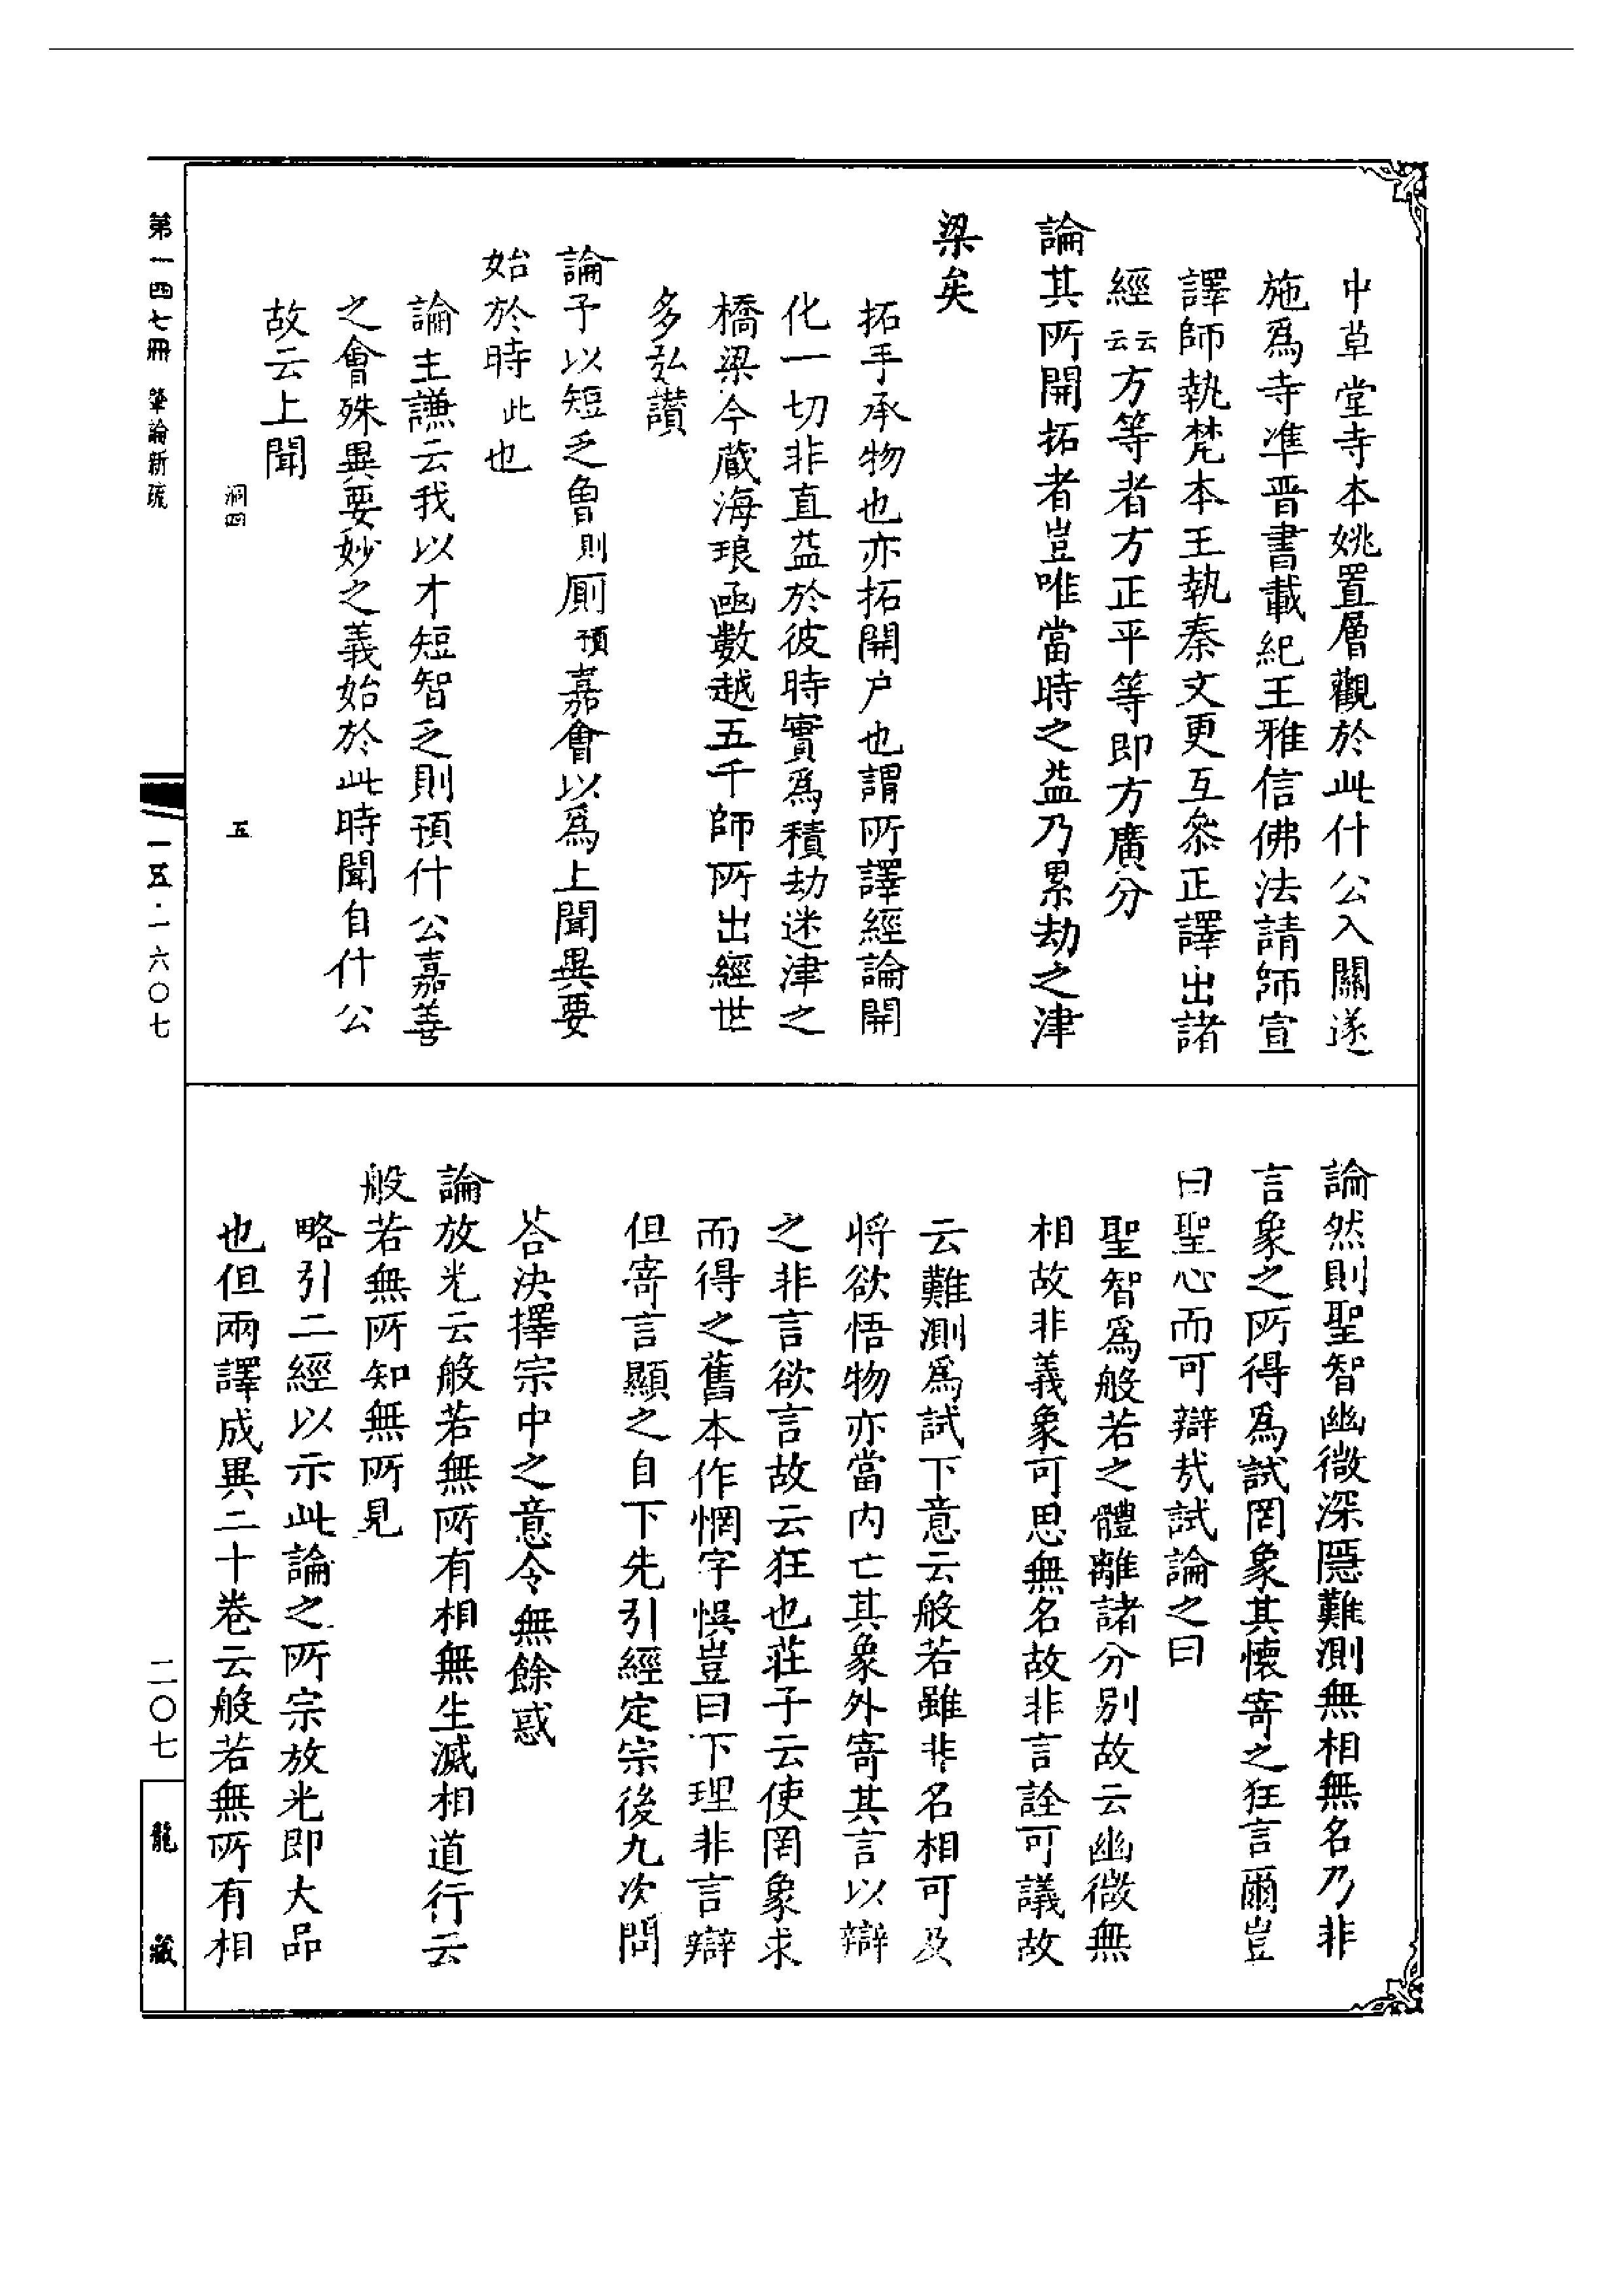 中草堂寺本姚置層觀於此什公入關遂
施爲寺準晉書載紀王雅信佛法請師宣
譯師執梵本王執秦文更互叅正譯出諸
經云云方等者方正平等即方廣分
論其所開拓者豈唯當時之益乃累劫之津
梁矣
拓手承物也亦拓開户也謂所譯經論開
化一切非直益於彼時實爲積劫迷津之
橋梁今蔵海琅函數越五千師所出經世
多弘讃
論予以短乏曾則厠預嘉會以爲上聞異要
始於時此也
論主謙云我以才短智乏則預什公嘉善
之會殊異要妙之義始於此時聞自什公
故云上聞
洞四
五
論然則聖智幽微深隱難測無相無名乃非
言象之所得爲試罔象其懷寄之狂言爾豈
曰聖心而可辯哉試論之曰
聖智爲般若之體離諸分別故云幽微無
相故非義象可思無名故非言詮可議故
云難測爲試下意云般若雖非名相可及
將欲悟物亦當内亡其象外寄其言以辯
之非言欲言故云狂也莊子云使罔象求
而得之舊本作惘字悞豈曰下理非言辯
但寄言顯之自下先引經定宗後九次問
荅決擇宗中之意令無餘惑
論放光云般若無所有相無生滅相道行云
般若無所知無所見
略引二經以示此論之所宗放光即大品
也但兩譯成異二十卷云般若無所有相
第一四七冊 肇論新疏
一五·一六〇七
二〇七
龍藏